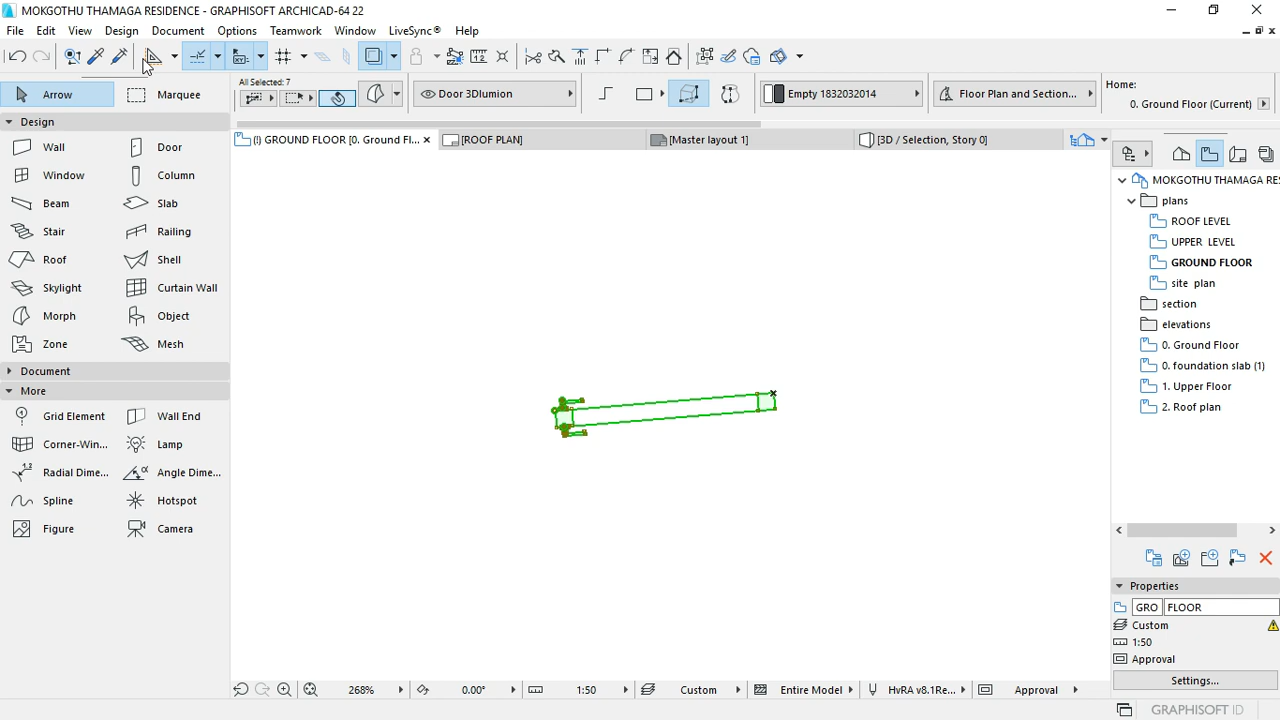 MOKGOTHU THAMAGA RESIDENCE - GRAPHISOFT ARCHICAD-64 22
File Edit View Design Document Options Teamwork Window LiveSync® Help
Arrow Marquee
All Selected: 7
Door 3Dlumion
Empty 1832032014
Floor Plan and Section...
Home:
0. Ground Floor (Current)
Design
(!) GROUND FLOOR [0. Ground Fl... [ROOF PLAN] [Master layout 1] [3D / Selection, Story 0]
Wall Door
Window Column
Beam Slab
Stair Railing
Roof Shell
Skylight Curtain Wall
Morph Object
Zone Mesh
Document
More
Grid Element Wall End
Corner-Win... Lamp
Radial Dime... Angle Dime...
Spline Hotspot
Figure Camera
MOKGOTHU THAMAGA RES
plans
ROOF LEVEL
UPPER LEVEL
GROUND FLOOR
site plan
section
elevations
0. Ground Floor
0. foundation slab (1)
1. Upper Floor
2. Roof plan
Properties
GRO FLOOR
Custom
1:50
Approval
Settings...
268% 0.00° 1:50 Custom Entire Model HvRA v8.1Re... Approval
GRAPHISOFT ID